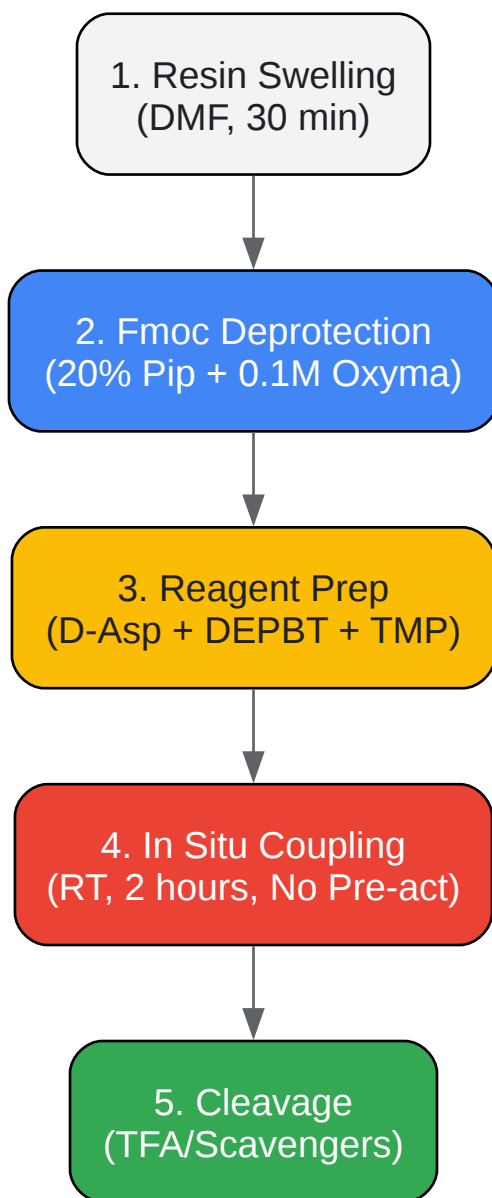 1. Resin Swelling
(DMF, 30 min)
2. Fmoc Deprotection
(20% Pip + 0.1M Oxyma)
3. Reagent Prep
(D-Asp + DEPBT + TMP)
4. In Situ Coupling
(RT, 2 hours, No Pre-act)
5. Cleavage
(TFA/Scavengers)